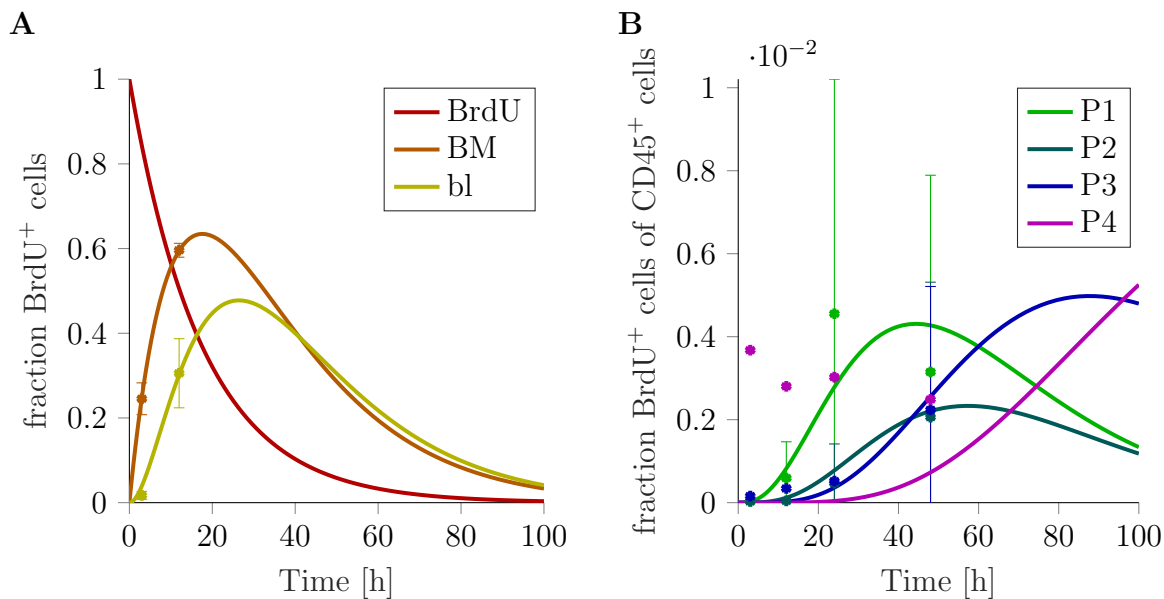 A
fraction BrdU⁺ cells
1
0.8
0.6
0.4
0.2
0
0 20 40 60 80 100
Time [h]
BrdU
BM
bl
B
·10⁻²
fraction BrdU⁺ cells of CD45⁺ cells
1
0.8
0.6
0.4
0.2
0
0 20 40 60 80 100
Time [h]
P1
P2
P3
P4